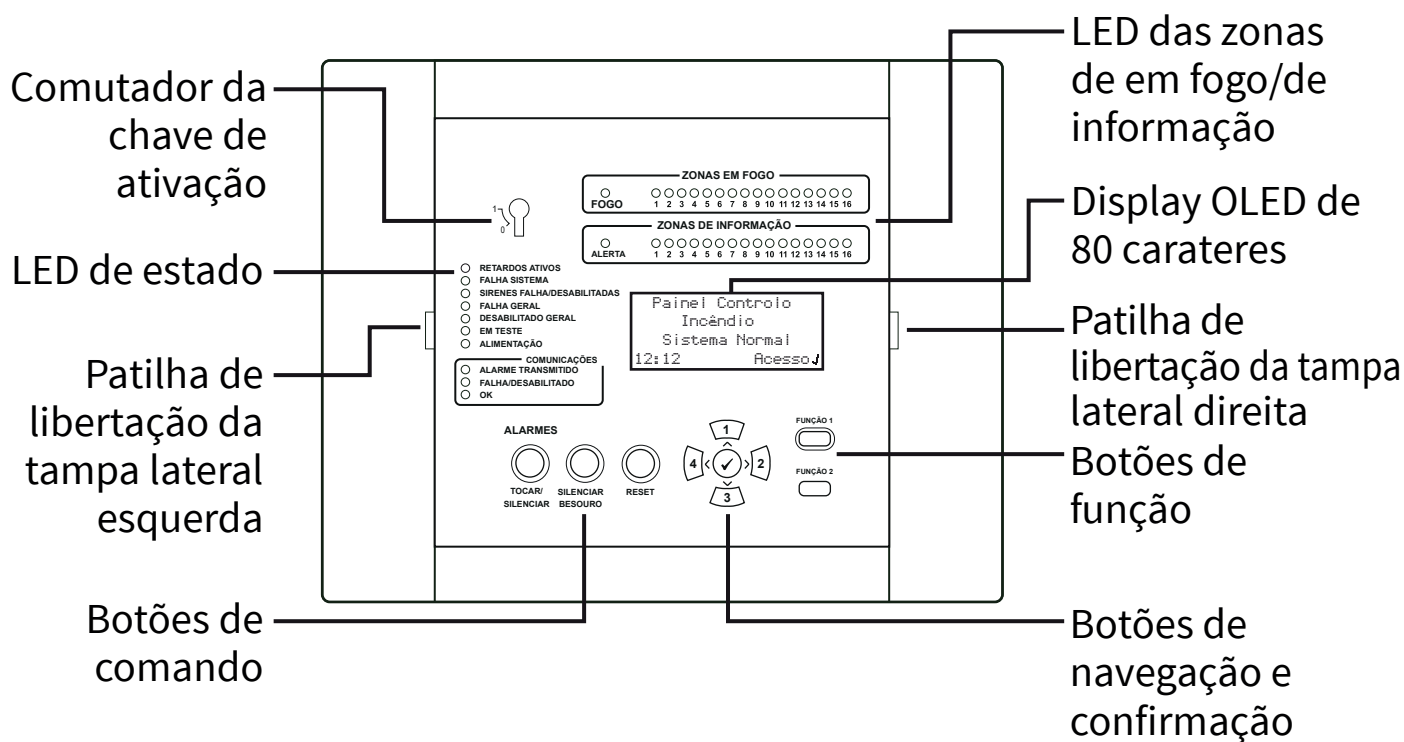 Comutador da
chave de
ativação
LED de estado
Patilha de
libertação da
tampa lateral
esquerda
Botões de
comando
ZONAS EM FOGO
FOGO
1 2 3 4 5 6 7 8 9 10 11 12 13 14 15 16
ZONAS DE INFORMAÇÃO
ALERTA
1 2 3 4 5 6 7 8 9 10 11 12 13 14 15 16
1
0
RETARDOS ATIVOS
FALHA SISTEMA
SIRENES FALHA/DESABILITADAS
FALHA GERAL
DESABILITADO GERAL
EM TESTE
ALIMENTAÇÃO
COMUNICAÇÕES
ALARME TRANSMITIDO
FALHA/DESABILITADO
OK
Painel Controlo
Incêndio
Sistema Normal
12:12 Acesso✓
ALARMES
TOCAR/
SILENCIAR
SILENCIAR
BESOURO
RESET
1
4 ✓ 2
3
FUNÇÃO 1
FUNÇÃO 2
LED das zonas
de em fogo/de
informação
Display OLED de
80 carateres
Patilha de
libertação da tampa
lateral direita
Botões de
função
Botões de
navegação e
confirmação